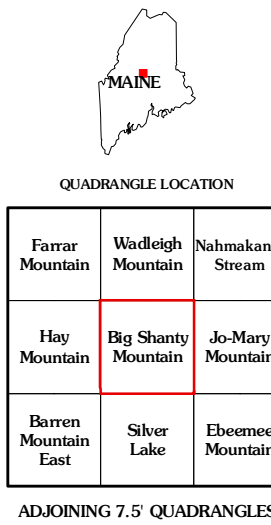 MAINE
QUADRANGLE LOCATION
Farrar
Mountain
Wadleigh
Mountain
Nahmakan
Stream
Hay
Mountain
Big Shanty
Mountain
Jo-Mary
Mountain
Barren
Mountain
East
Silver
Lake
Ebeemee
Mountain
ADJOINING 7.5' QUADRANGLES